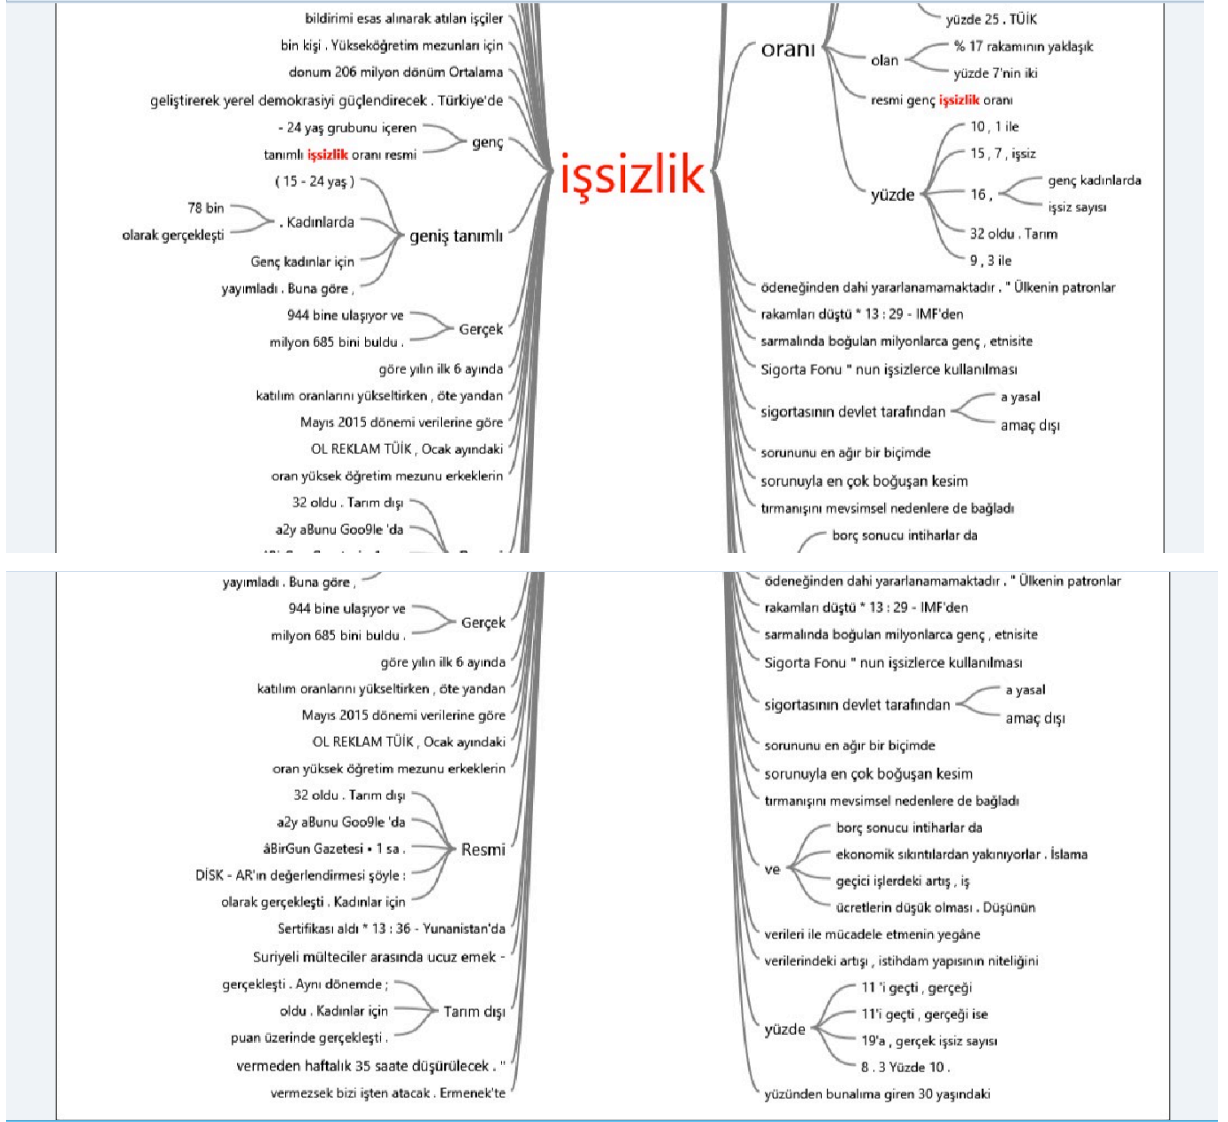 bildirimi esas alınarak atılan işçiler
bin kişi . Yükseköğretim mezunları için
donum 206 milyon dönüm Ortalama
geliştirerek yerel demokrasiyi güçlendirecek . Türkiye'de
- 24 yaş grubunu içeren
tanımlı işsizlik oranı resmi
genç
( 15 - 24 yaş )
78 bin
olarak gerçekleşti
. Kadınlarda
geniş tanımlı
Genç kadınlar için
yayımladı . Buna göre ,
944 bine ulaşıyor ve
milyon 685 bini buldu .
Gerçek
göre yılın ilk 6 ayında
katılım oranlarını yükseltirken , öte yandan
Mayıs 2015 dönemi verilerine göre
OL REKLAM TÜİK , Ocak ayındaki
oran yüksek öğretim mezunu erkeklerin
32 oldu . Tarım dışı
a2y aBunu Goo9le 'da
işsizlik
yüzde 25 . TÜİK
oranı
olan
% 17 rakamının yaklaşık
yüzde 7'nin iki
resmi genç işsizlik oranı
yüzde
10 , 1 ile
15 , 7 , işsiz
16 ,
genç kadınlarda
işsiz sayısı
32 oldu . Tarım
9 , 3 ile
ödeneğinden dahi yararlanamamaktadır . " Ülkenin patronlar
rakamları düştü * 13 : 29 - IMF'den
sarmalında boğulan milyonlarca genç , etnisite
Sigorta Fonu " nun işsizlerce kullanılması
sigortasının devlet tarafından
a yasal
amaç dışı
sorununu en ağır bir biçimde
sorunuyla en çok boğuşan kesim
tırmanışını mevsimsel nedenlere de bağladı
borç sonucu intiharlar da
yayımladı . Buna göre ,
944 bine ulaşıyor ve
milyon 685 bini buldu .
Gerçek
göre yılın ilk 6 ayında
katılım oranlarını yükseltirken , öte yandan
Mayıs 2015 dönemi verilerine göre
OL REKLAM TÜİK , Ocak ayındaki
oran yüksek öğretim mezunu erkeklerin
32 oldu . Tarım dışı
a2y aBunu Goo9le 'da
âBirGun Gazetesi • 1 sa .
Resmi
DİSK - AR'ın değerlendirmesi şöyle :
olarak gerçekleşti . Kadınlar için
Sertifikası aldı * 13 : 36 - Yunanistan'da
Suriyeli mülteciler arasında ucuz emek -
gerçekleşti . Aynı dönemde ;
oldu . Kadınlar için
Tarım dışı
puan üzerinde gerçekleşti .
vermeden haftalık 35 saate düşürülecek . "
vermezsek bizi işten atacak . Ermenek'te
ödeneğinden dahi yararlanamamaktadır . " Ülkenin patronlar
rakamları düştü * 13 : 29 - IMF'den
sarmalında boğulan milyonlarca genç , etnisite
Sigorta Fonu " nun işsizlerce kullanılması
sigortasının devlet tarafından
a yasal
amaç dışı
sorununu en ağır bir biçimde
sorunuyla en çok boğuşan kesim
tırmanışını mevsimsel nedenlere de bağladı
ve
borç sonucu intiharlar da
ekonomik sıkıntılardan yakınıyorlar . İslama
geçici işlerdeki artış , iş
ücretlerin düşük olması . Düşünün
verileri ile mücadele etmenin yegâne
verilerindeki artışı , istihdam yapısının niteliğini
yüzde
11 'i geçti , gerçeği
11'i geçti , gerçeği ise
19'a , gerçek işsiz sayısı
8 . 3 Yüzde 10 .
yüzünden bunalıma giren 30 yaşındaki